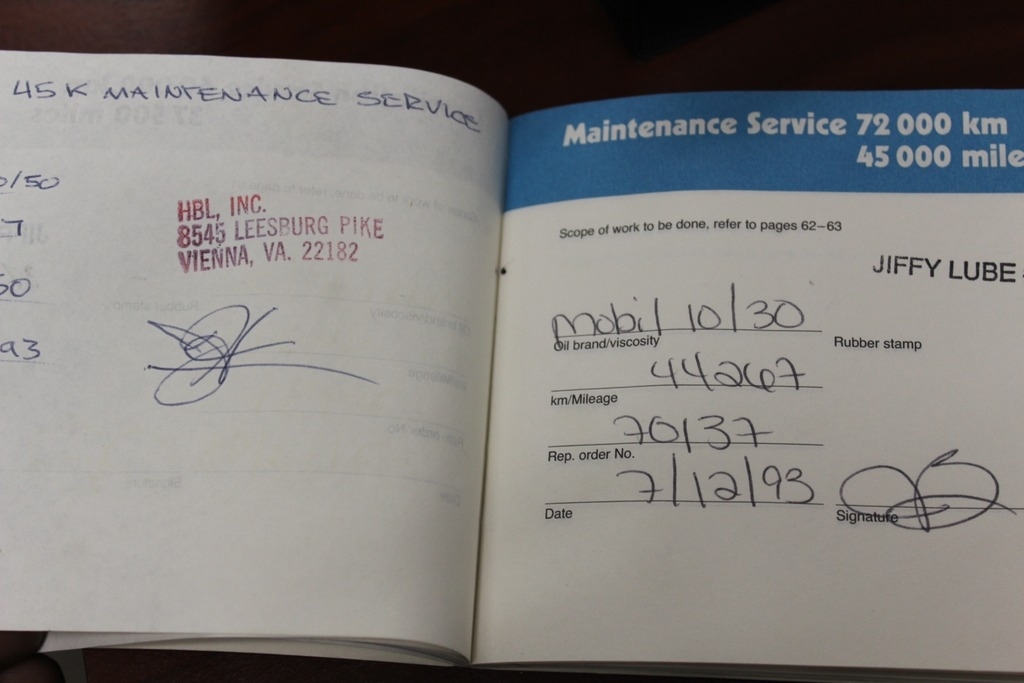 45K MAINTENANCE SERVICE
0/50
7
50
93
HBL, INC.
8545 LEESBURG PIKE
VIENNA, VA. 22182
Maintenance Service 72 000 km
45 000 mile
Scope of work to be done, refer to pages 62–63
JIFFY LUBE
mobil 10/30
Oil brand/viscosity
Rubber stamp
44267
km/Mileage
70137
Rep. order No.
7/12/93
Date
Signature